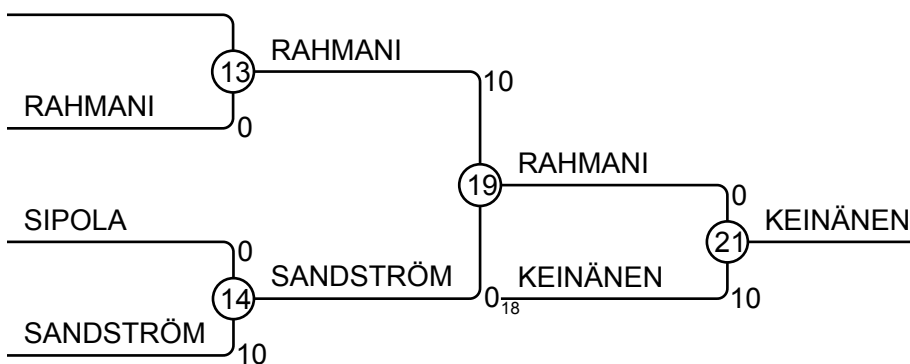 RAHMANI
13
10
RAHMANI
0
RAHMANI
19
0
SIPOLA
KEINÄNEN
0
21
SANDSTRÖM
KEINÄNEN
14
0
18
10
SANDSTRÖM
10